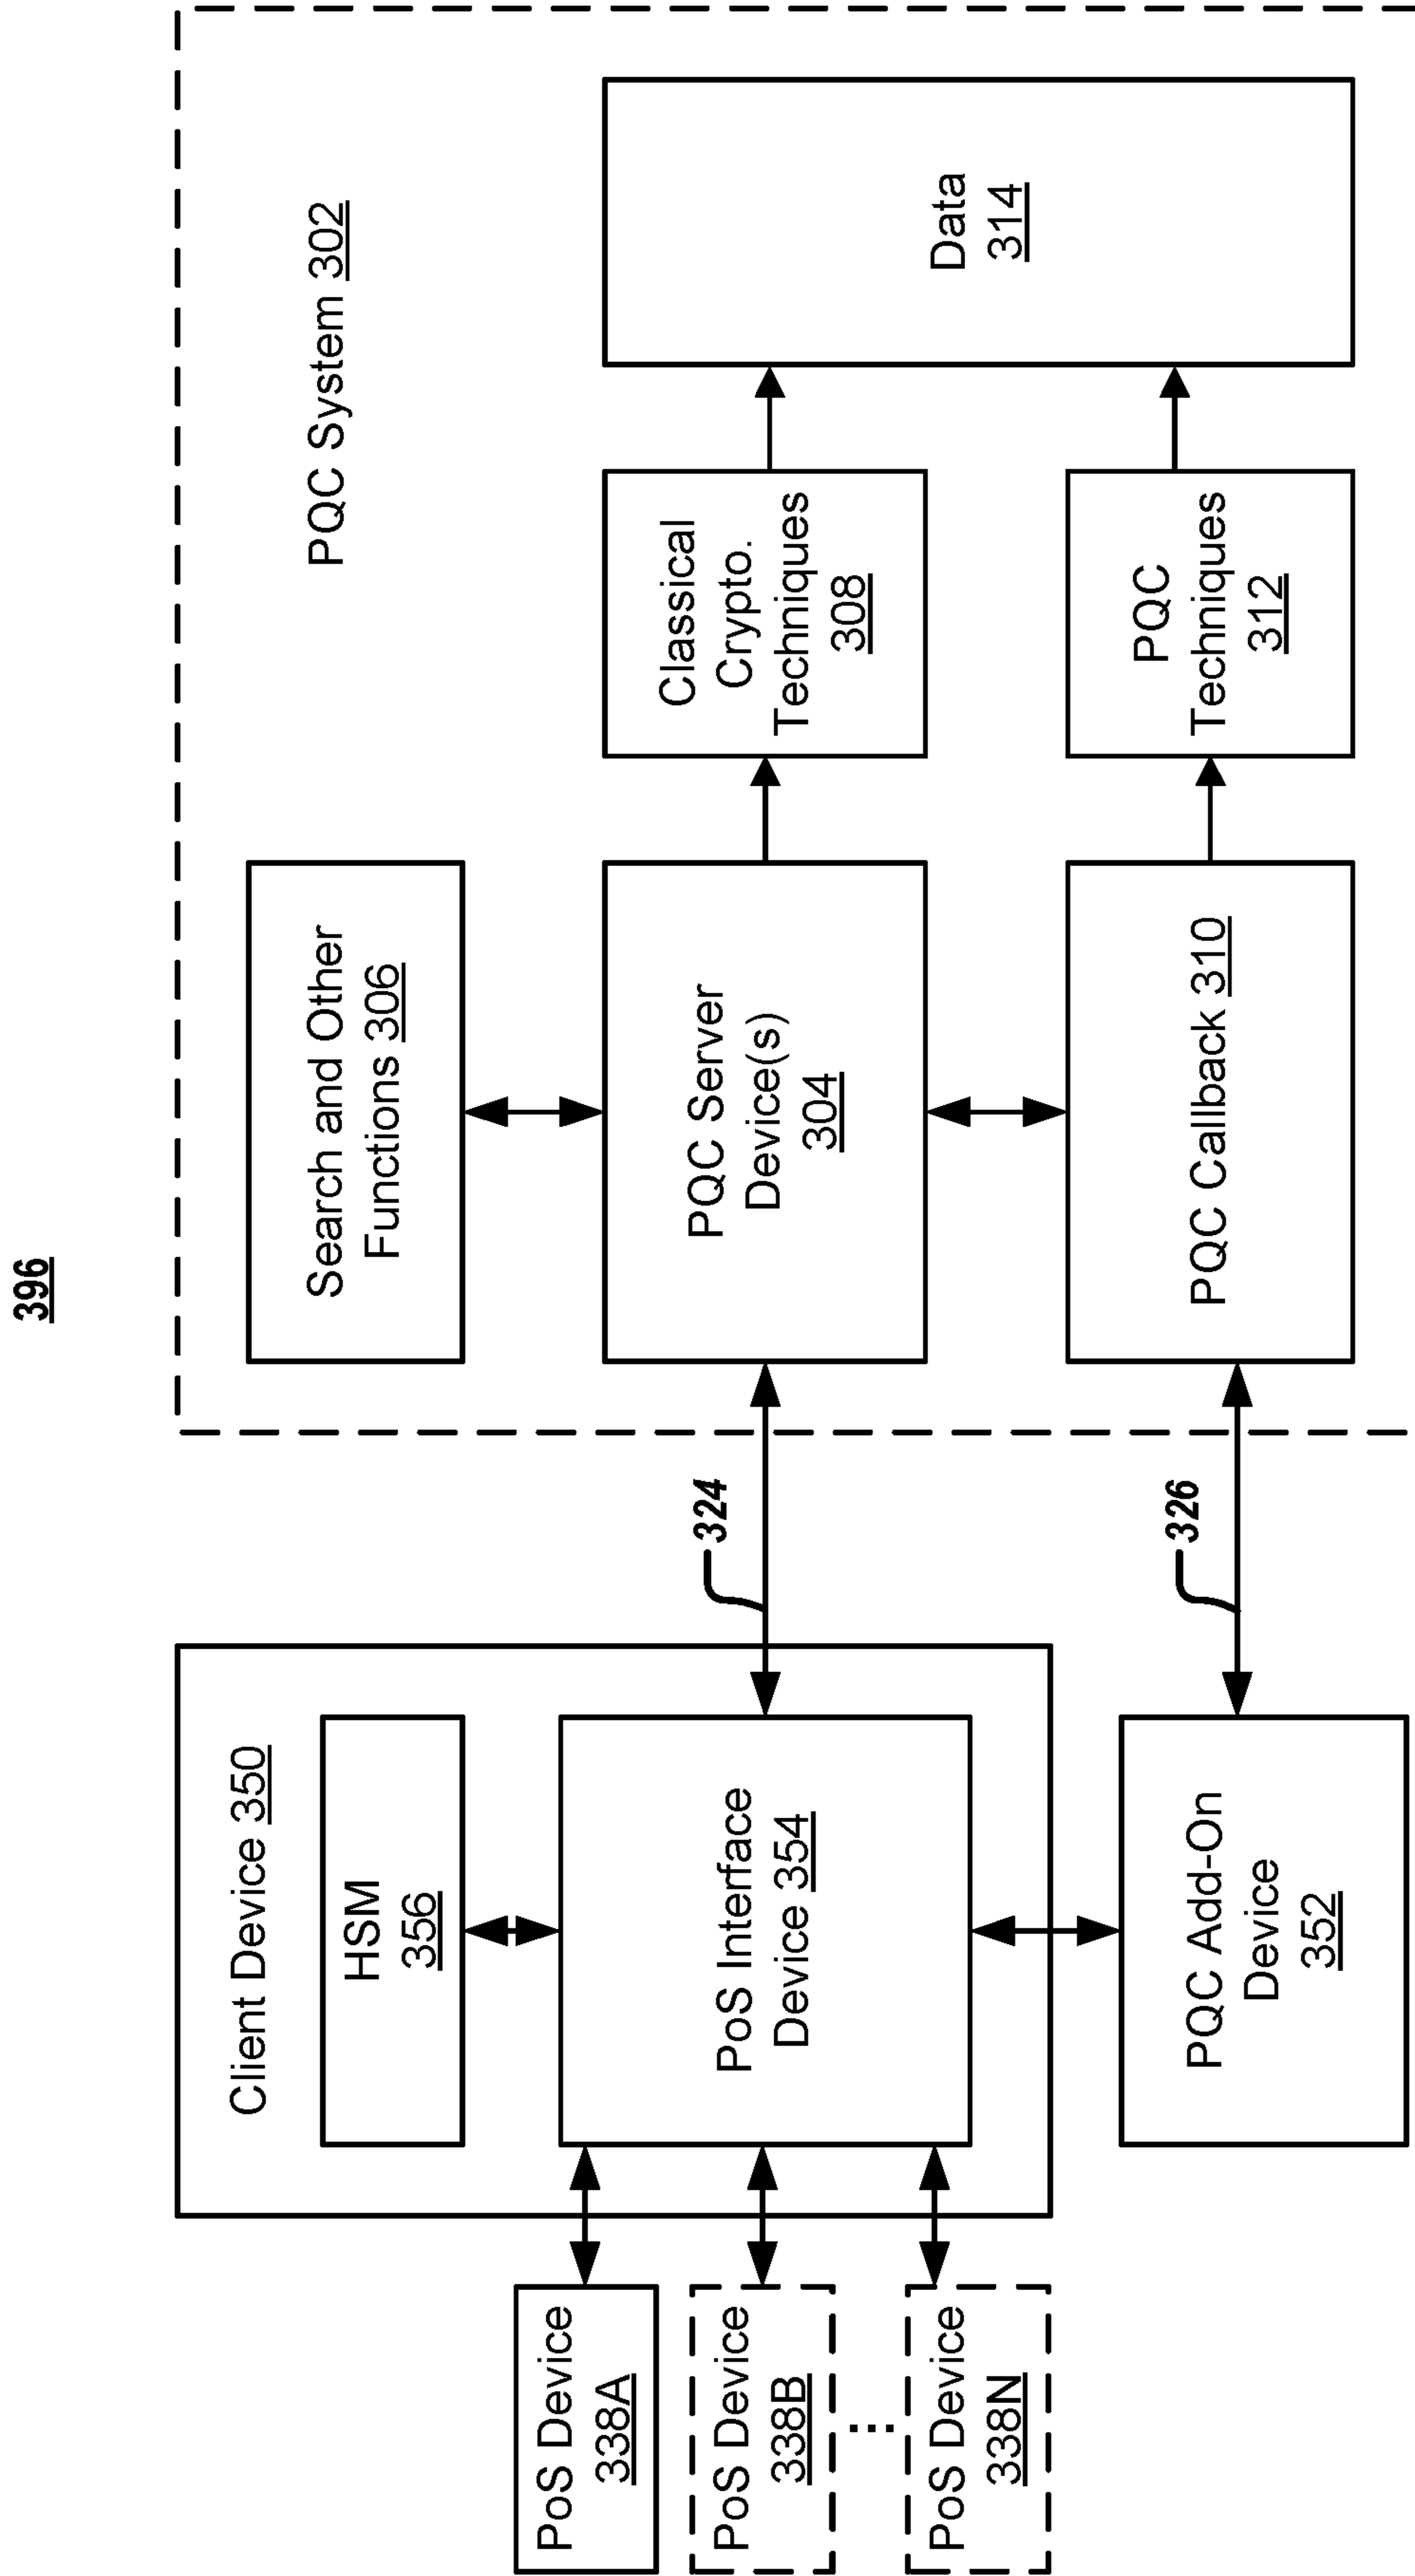 396
PoS Device
338A
PoS Device
338B
...
PoS Device
338N
Client Device 350
HSM
356
PoS Interface
Device 354
PQC Add-On
Device
352
324
326
PQC System 302
Search and Other
Functions 306
PQC Server
Device(s)
304
PQC Callback 310
Classical
Crypto.
Techniques
308
PQC
Techniques
312
Data
314